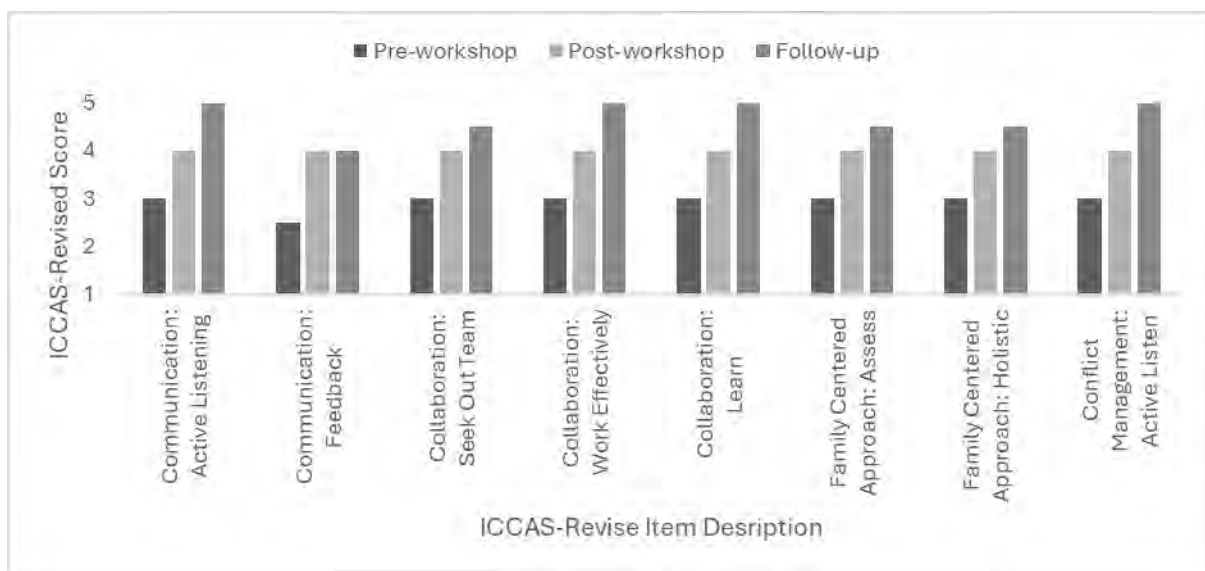 Pre-workshop Post-workshop Follow-up
ICCAS-Revised Score
5
4
3
2
1
Communication:
Active Listening
Communication:
Feedback
Collaboration:
Seek Out Team
Collaboration:
Work Effectively
Collaboration:
Learn
Family Centered
Approach: Assess
Family Centered
Approach: Holistic
Conflict
Management:
Active Listen
ICCAS-Revise Item Desription